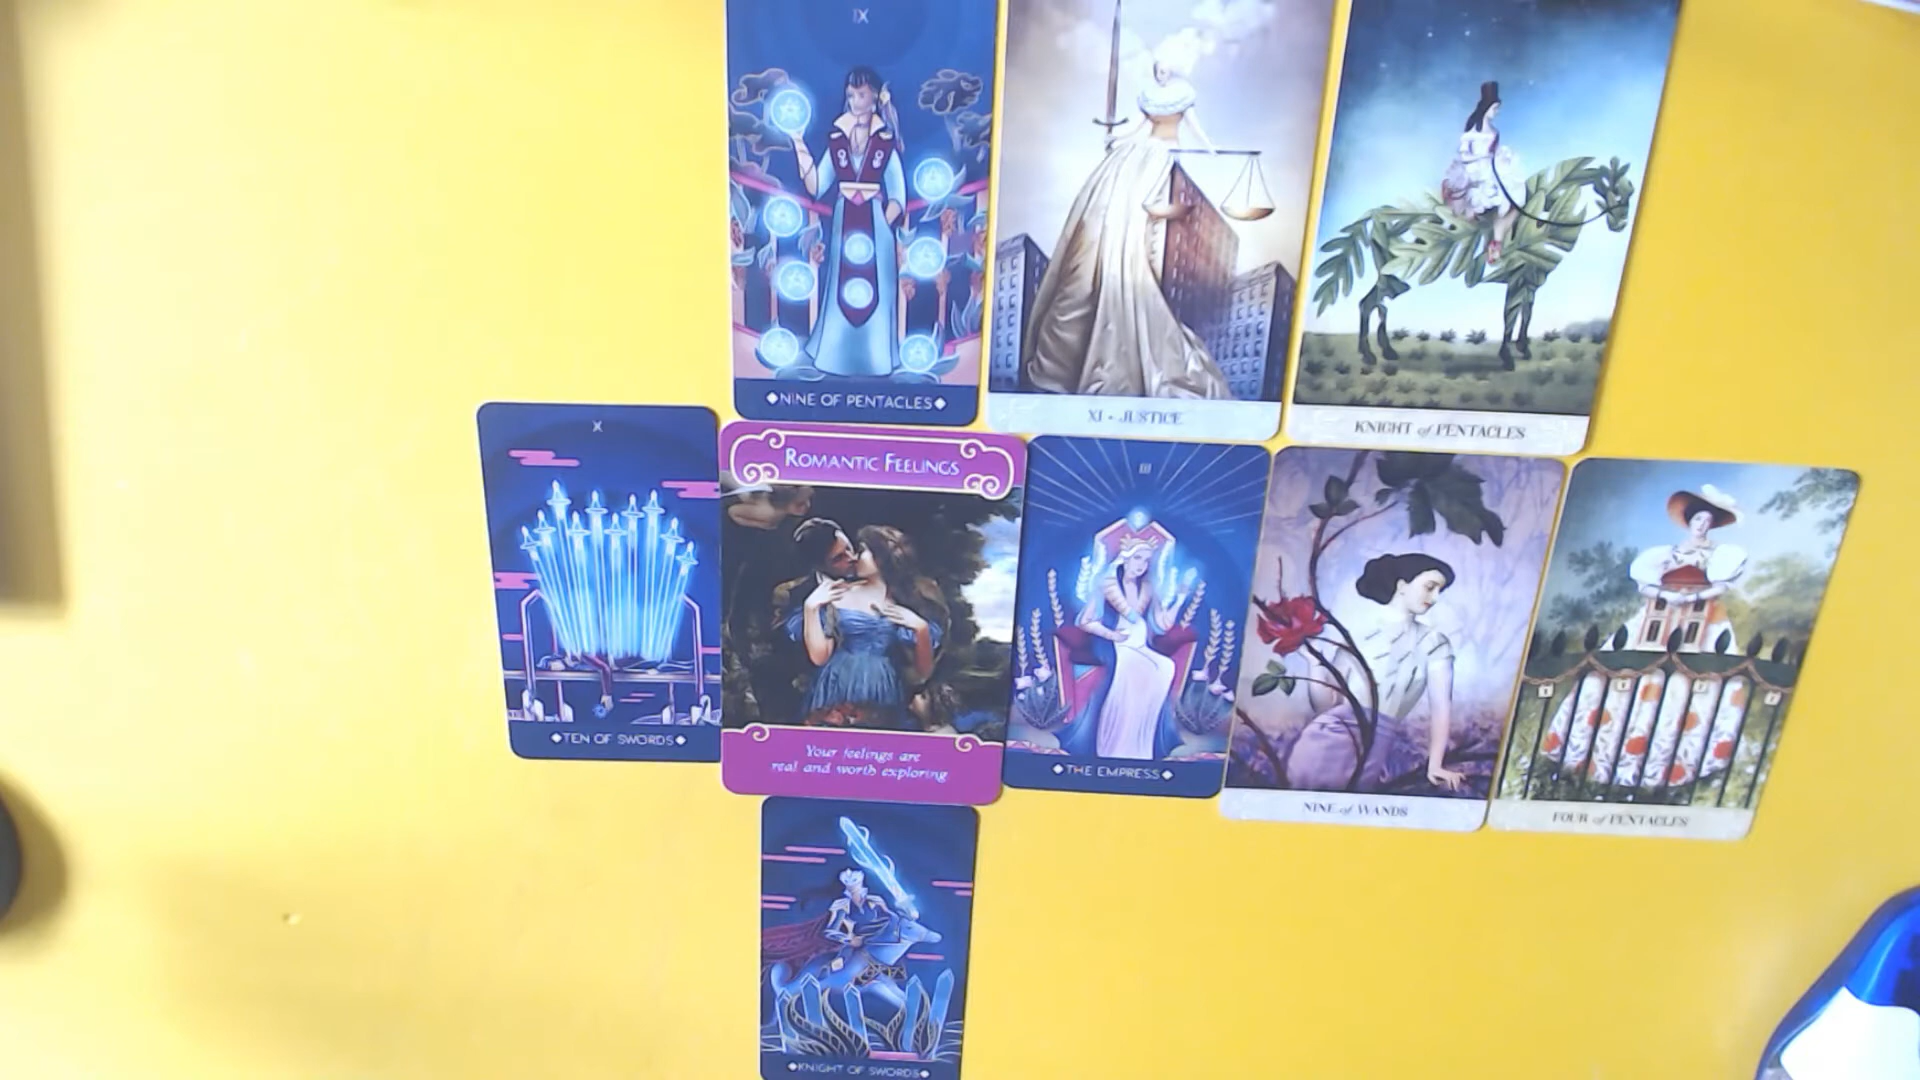 IX
◆NINE OF PENTACLES◆
XI • JUSTICE
KNIGHT of PENTACLES
X
◆TEN OF SWORDS◆
ROMANTIC FEELINGS
Your feelings are
real and worth exploring
III
◆THE EMPRESS◆
NINE of WANDS
FOUR of PENTACLES
◆KNIGHT OF SWORDS◆